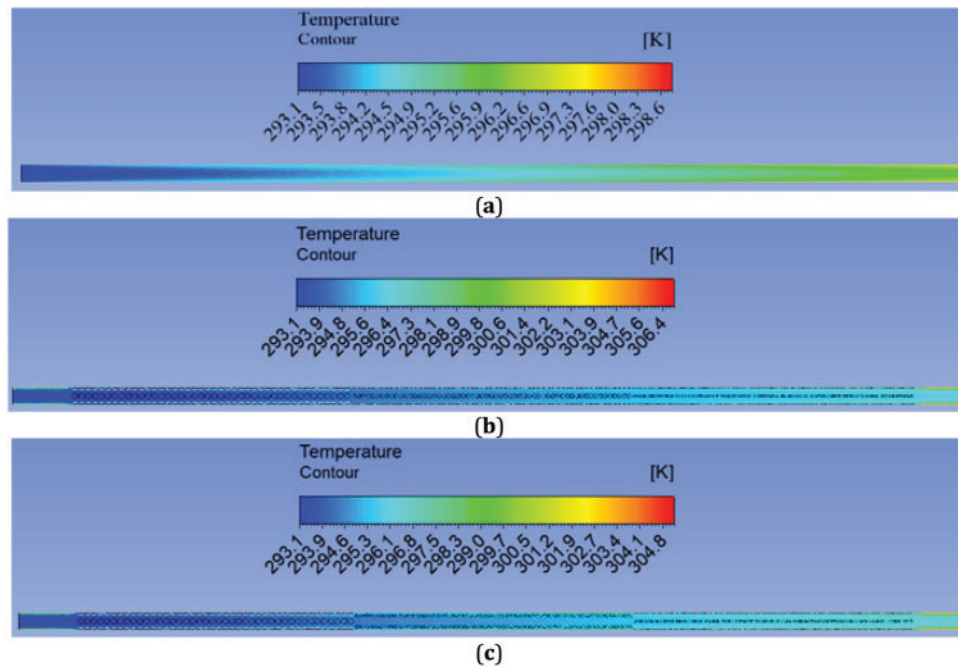 Temperature
Contour [K]
293.1 293.5 293.8 294.2 294.5 294.9 295.2 295.6 295.9 296.2 296.6 296.9 297.3 297.6 298.0 298.3 298.6
(a)
Temperature
Contour [K]
293.1 293.9 294.8 295.6 296.4 297.3 298.1 298.9 299.8 300.6 301.4 302.2 303.1 303.9 304.7 305.6 306.4
(b)
Temperature
Contour [K]
293.1 293.9 294.6 295.3 296.1 296.8 297.5 298.3 299.0 299.7 300.5 301.2 301.9 302.7 303.4 304.1 304.8
(c)